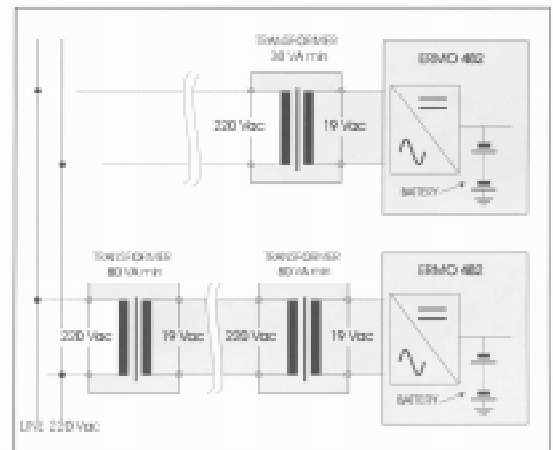 TRANSFORMER
30 VA min
ERMO 482
220 Vac
19 Vac
BATTERY
TRANSFORMER
80 VA min
TRANSFORMER
80 VA min
ERMO 482
220 Vac
19 Vac
220 Vac
19 Vac
BATTERY
LINE 220 Vac